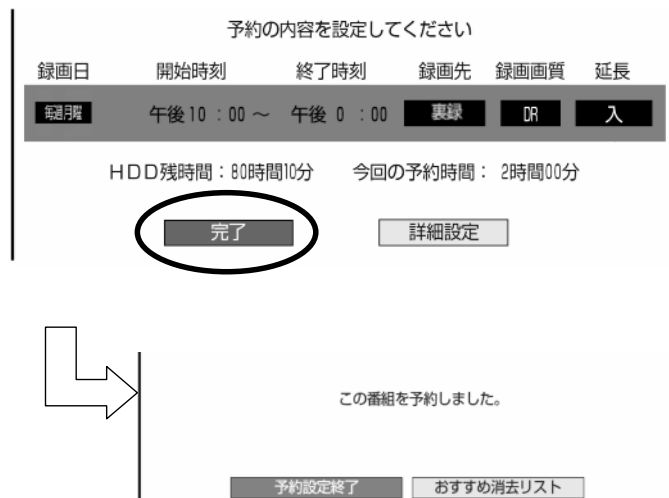 予約の内容を設定してください
録画日 開始時刻 終了時刻 録画先 録画画質 延長
毎週月曜 午後10:00～ 午後 0:00 裏録 DR 入
HDD残時間:80時間10分 今回の予約時間: 2時間00分
完了 詳細設定
この番組を予約しました。
予約設定終了 おすすめ消去リスト